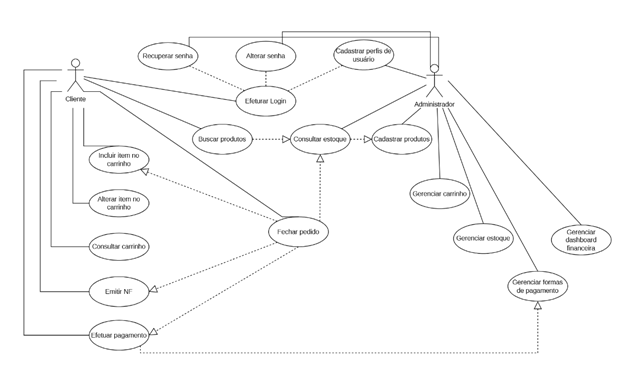 Recuperar senha
Alterar senha
Cadastrar perfis de
usuário
Cliente
Administrador
Efeturar Login
Buscar produtos
Consultar estoque
Cadastrar produtos
Incluir item no
carrinho
Alterar item no
carrinho
Gerenciar carrinho
Fechar pedido
Gerenciar estoque
Gerenciar
dashboard
financeira
Consultar carrinho
Emitir NF
Gerenciar formas
de pagamento
Efetuar pagamento